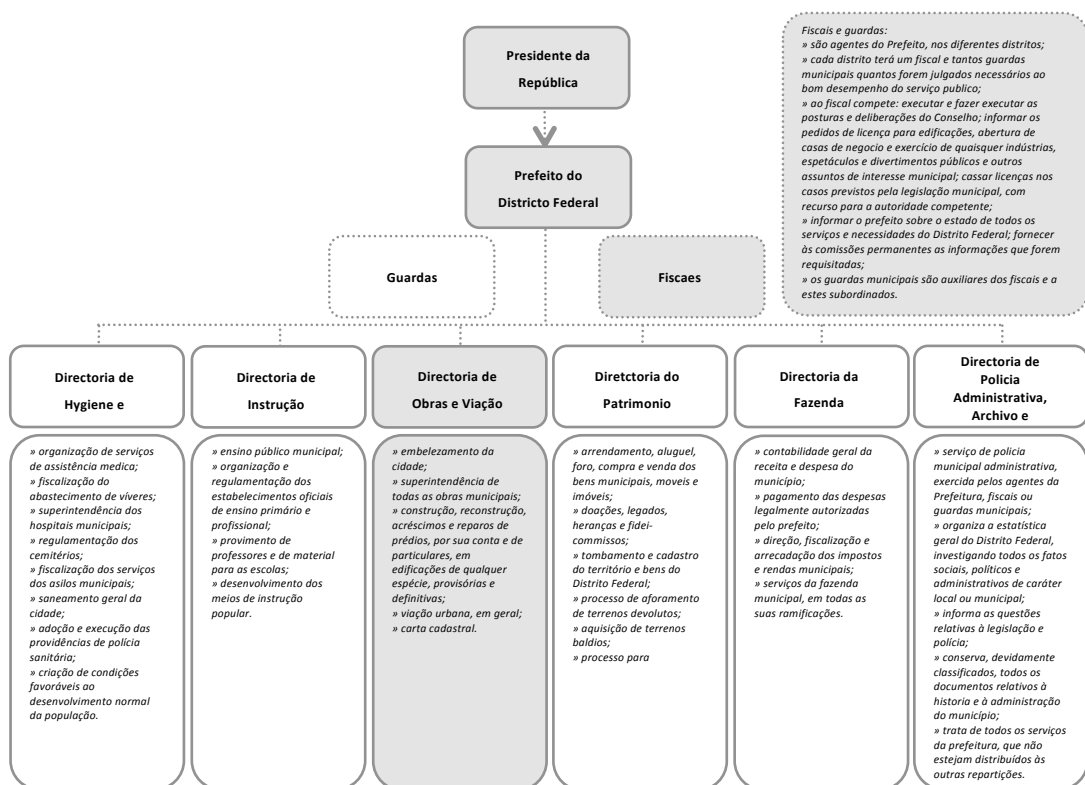 Presidente da
República
Fiscais e guardas:
» são agentes do Prefeito, nos diferentes distritos;
» cada distrito terá um fiscal e tantos guardas
municipais quantos forem julgados necessários ao
bom desempenho do serviço publico;
» ao fiscal compete: executar e fazer executar as
posturas e deliberações do Conselho; informar os
pedidos de licença para edificações, abertura de
casas de negocio e exercício de quaisquer indústrias,
espetáculos e divertimentos públicos e outros
assuntos de interesse municipal; cassar licenças nos
casos previstos pela legislação municipal, com
recurso para a autoridade competente;
» informar o prefeito sobre o estado de todos os
serviços e necessidades do Distrito Federal; fornecer
às comissões permanentes as informações que forem
requisitadas;
» os guardas municipais são auxiliares dos fiscais e a
estes subordinados.
Prefeito do
Districto Federal
Guardas
Fiscaes
Directoria de
Hygiene e
Directoria de
Instrução
Directoria de
Obras e Viação
Diretctoria do
Patrimonio
Directoria da
Fazenda
Directoria de
Policia
Administrativa,
Archivo e
» organização de serviços
de assistência medica;
» fiscalização do
abastecimento de víveres;
» superintendência dos
hospitais municipais;
» regulamentação dos
cemitérios;
» fiscalização dos serviços
dos asilos municipais;
» saneamento geral da
cidade;
» adoção e execução das
providências de polícia
sanitária;
» criação de condições
favoráveis ao
desenvolvimento normal
da população.
» ensino público municipal;
» organização e
regulamentação dos
estabelecimentos oficiais
de ensino primário e
profissional;
» provimento de
professores e de material
para as escolas;
» desenvolvimento dos
meios de instrução
popular.
» embelezamento da
cidade;
» superintendência de
todas as obras municipais;
» construção, reconstrução,
acréscimos e reparos de
prédios, por sua conta e de
particulares, em
edificações de qualquer
espécie, provisórias e
definitivas;
» viação urbana, em geral;
» carta cadastral.
» arrendamento, aluguel,
foro, compra e venda dos
bens municipais, moveis e
imóveis;
» doações, legados,
heranças e fidei-
commissos;
» tombamento e cadastro
do território e bens do
Distrito Federal;
» processo de aforamento
de terrenos devolutos;
» aquisição de terrenos
baldios;
» processo para
» contabilidade geral da
receita e despesa do
município;
» pagamento das despesas
legalmente autorizadas
pelo prefeito;
» direção, fiscalização e
arrecadação dos impostos
e rendas municipais;
» serviços da fazenda
municipal, em todas as
suas ramificações.
» serviço de policia
municipal administrativa,
exercida pelos agentes da
Prefeitura, fiscais ou
guardas municipais;
» organiza a estatística
geral do Distrito Federal,
investigando todos os fatos
sociais, políticos e
administrativos de caráter
local ou municipal;
» informa as questões
relativas à legislação e
polícia;
» conserva, devidamente
classificados, todos os
documentos relativos à
historia e à administração
do município;
» trata de todos os serviços
da prefeitura, que não
estejam distribuídos às
outras repartições.